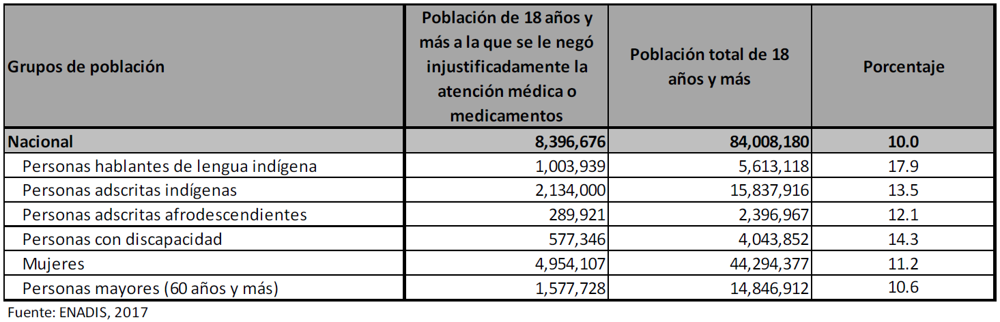 Grupos de población
Población de 18 años y
más a la que se le negó
injustificadamente la
atención médica o
medicamentos
Población total de 18
años y más
Porcentaje
Nacional 8,396,676 84,008,180 10.0
Personas hablantes de lengua indígena 1,003,939 5,613,118 17.9
Personas adscritas indígenas 2,134,000 15,837,916 13.5
Personas adscritas afrodescendientes 289,921 2,396,967 12.1
Personas con discapacidad 577,346 4,043,852 14.3
Mujeres 4,954,107 44,294,377 11.2
Personas mayores (60 años y más) 1,577,728 14,846,912 10.6
Fuente: ENADIS, 2017